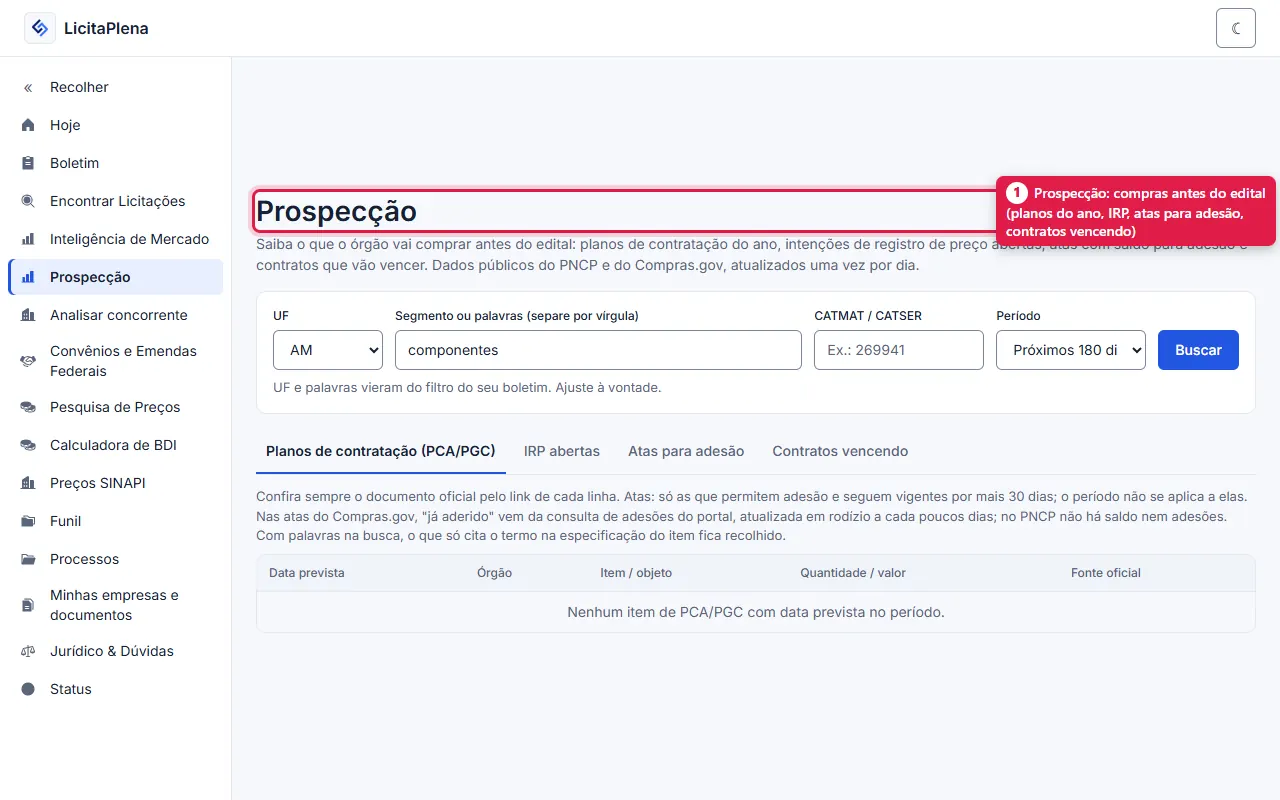 LicitaPlena
« Recolher
Hoje
Boletim
Encontrar Licitações
Inteligência de Mercado
Prospecção
Analisar concorrente
Convênios e Emendas
Federais
Pesquisa de Preços
Calculadora de BDI
Preços SINAPI
Funil
Processos
Minhas empresas e
documentos
Jurídico & Dúvidas
Status
Prospecção
1 Prospecção: compras antes do edital
(planos do ano, IRP, atas para adesão,
contratos vencendo)
Saiba o que o órgão vai comprar antes do edital: planos de contratação do ano, intenções de registro de preço abertas, atas com saldo para adesão e
contratos que vão vencer. Dados públicos do PNCP e do Compras.gov, atualizados uma vez por dia.
UF
Segmento ou palavras (separe por vírgula)
CATMAT / CATSER
Período
AM
componentes
Ex.: 269941
Próximos 180 di
Buscar
UF e palavras vieram do filtro do seu boletim. Ajuste à vontade.
Planos de contratação (PCA/PGC)
IRP abertas
Atas para adesão
Contratos vencendo
Confira sempre o documento oficial pelo link de cada linha. Atas: só as que permitem adesão e seguem vigentes por mais 30 dias; o período não se aplica a elas.
Nas atas do Compras.gov, "já aderido" vem da consulta de adesões do portal, atualizada em rodízio a cada poucos dias; no PNCP não há saldo nem adesões.
Com palavras na busca, o que só cita o termo na especificação do item fica recolhido.
Data prevista
Órgão
Item / objeto
Quantidade / valor
Fonte oficial
Nenhum item de PCA/PGC com data prevista no período.